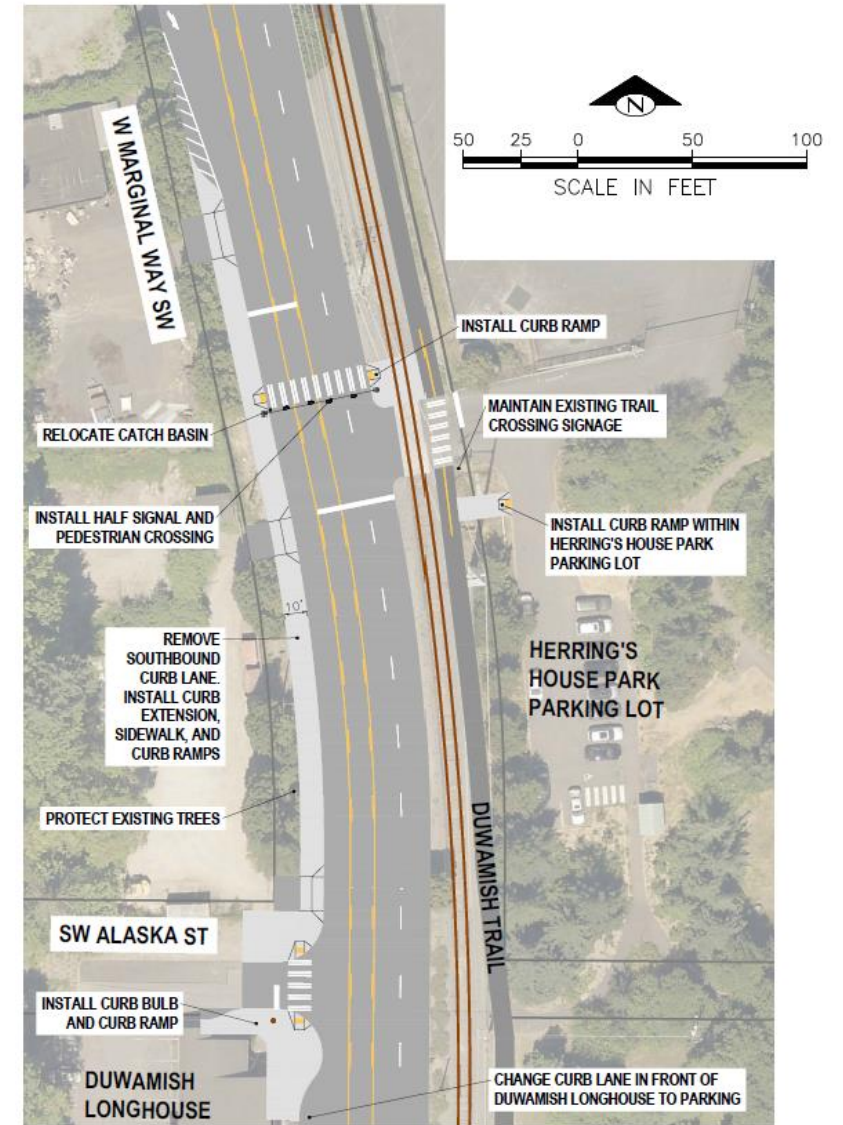 W MARGINAL WAY SW
N
50 25 0 50 100
SCALE IN FEET
INSTALL CURB RAMP
MAINTAIN EXISTING TRAIL
CROSSING SIGNAGE
RELOCATE CATCH BASIN
INSTALL HALF SIGNAL AND
PEDESTRIAN CROSSING
INSTALL CURB RAMP WITHIN
HERRING'S HOUSE PARK
PARKING LOT
10'
REMOVE
SOUTHBOUND
CURB LANE.
INSTALL CURB
EXTENSION,
SIDEWALK, AND
CURB RAMPS
HERRING'S
HOUSE PARK
PARKING LOT
PROTECT EXISTING TREES
DUWAMISH TRAIL
SW ALASKA ST
INSTALL CURB BULB
AND CURB RAMP
DUWAMISH
LONGHOUSE
CHANGE CURB LANE IN FRONT OF
DUWAMISH LONGHOUSE TO PARKING